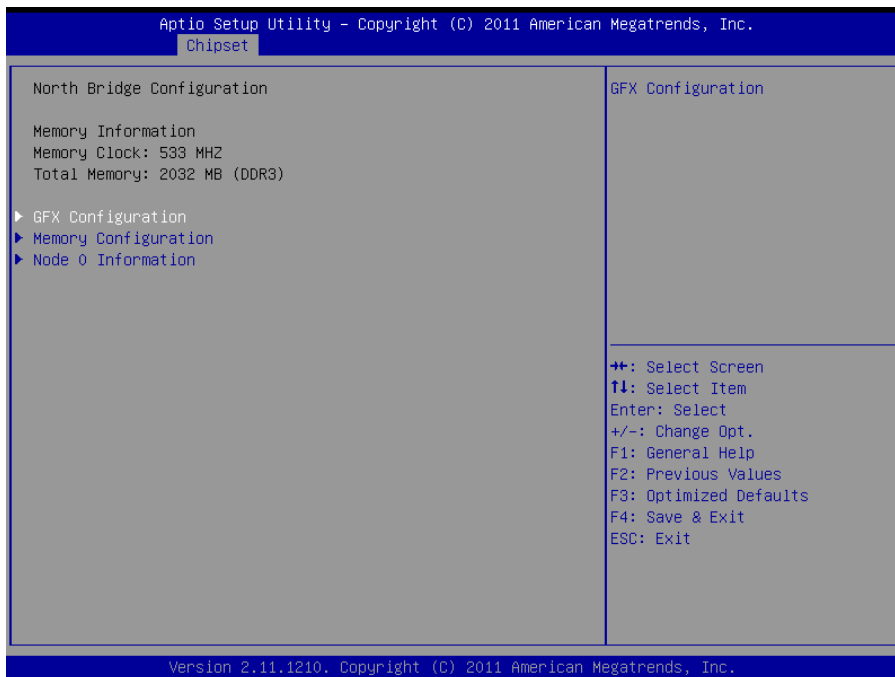 Aptio Setup Utility – Copyright (C) 2011 American Megatrends, Inc.
Chipset
North Bridge Configuration
Memory Information
Memory Clock: 533 MHZ
Total Memory: 2032 MB (DDR3)
▶ GFX Configuration
▶ Memory Configuration
▶ Node 0 Information
GFX Configuration
→←: Select Screen
↑↓: Select Item
Enter: Select
+/-: Change Opt.
F1: General Help
F2: Previous Values
F3: Optimized Defaults
F4: Save & Exit
ESC: Exit
Version 2.11.1210. Copyright (C) 2011 American Megatrends, Inc.